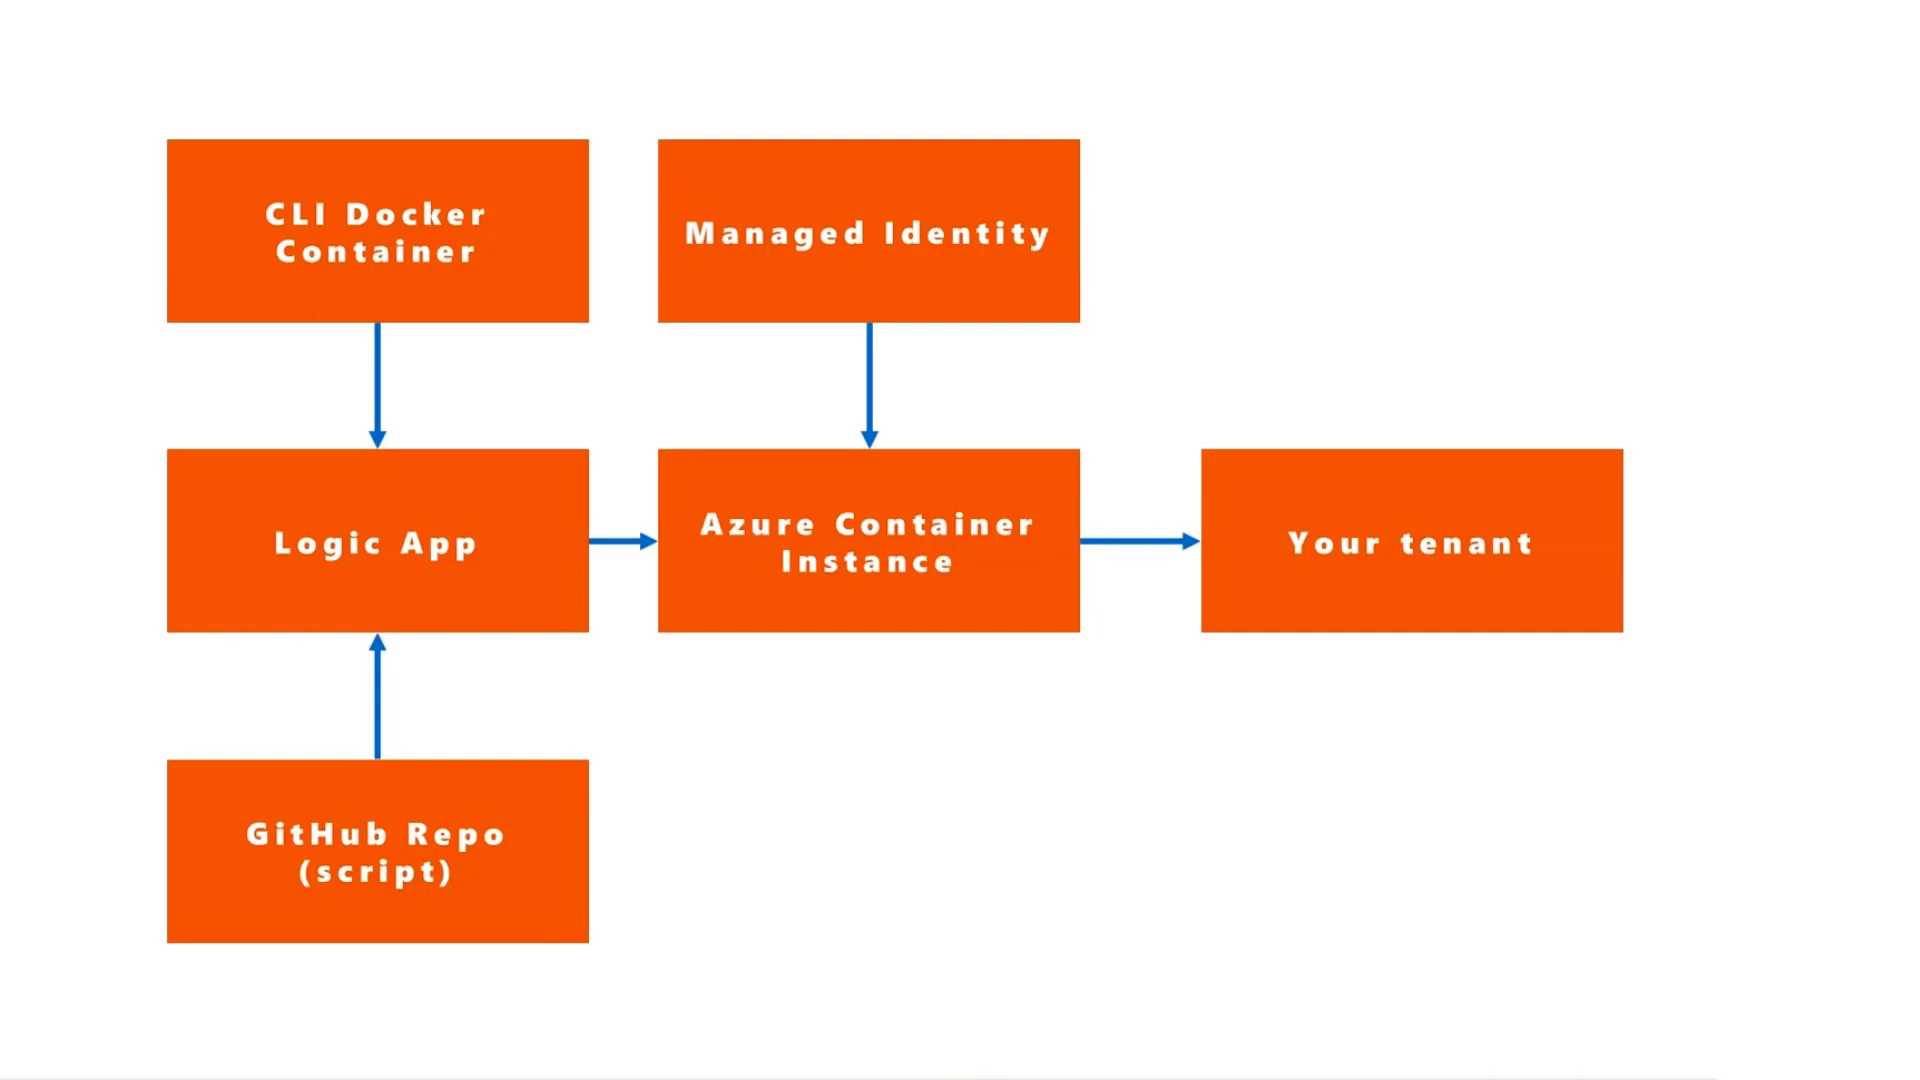 CLI Docker
Container
Managed Identity
Logic App
Azure Container
Instance
Your tenant
GitHub Repo
(script)